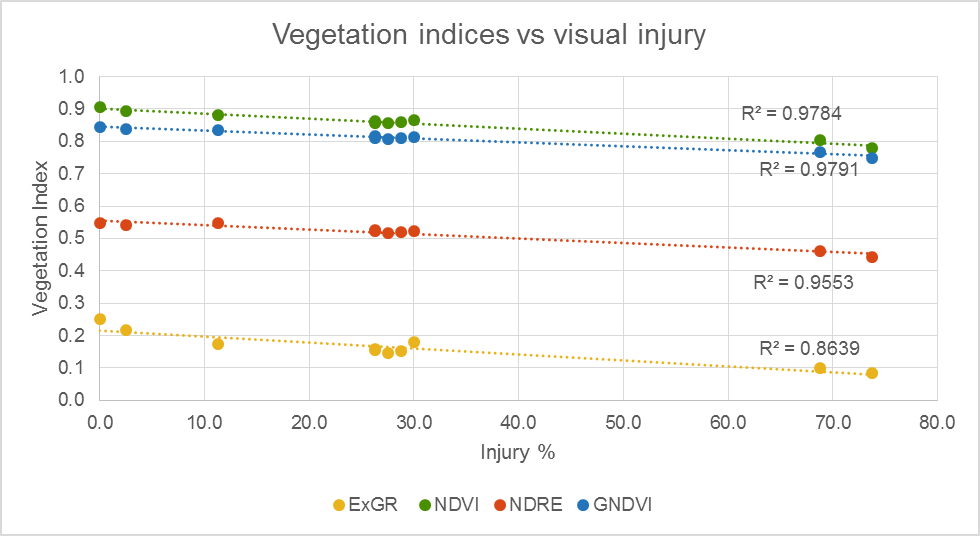 Vegetation indices vs visual injury
Vegetation Index
1.0
0.9
0.8
0.7
0.6
0.5
0.4
0.3
0.2
0.1
0.0
R² = 0.9784
R² = 0.9791
R² = 0.9553
R² = 0.8639
0.0 10.0 20.0 30.0 40.0 50.0 60.0 70.0 80.0
Injury %
ExGR NDVI NDRE GNDVI